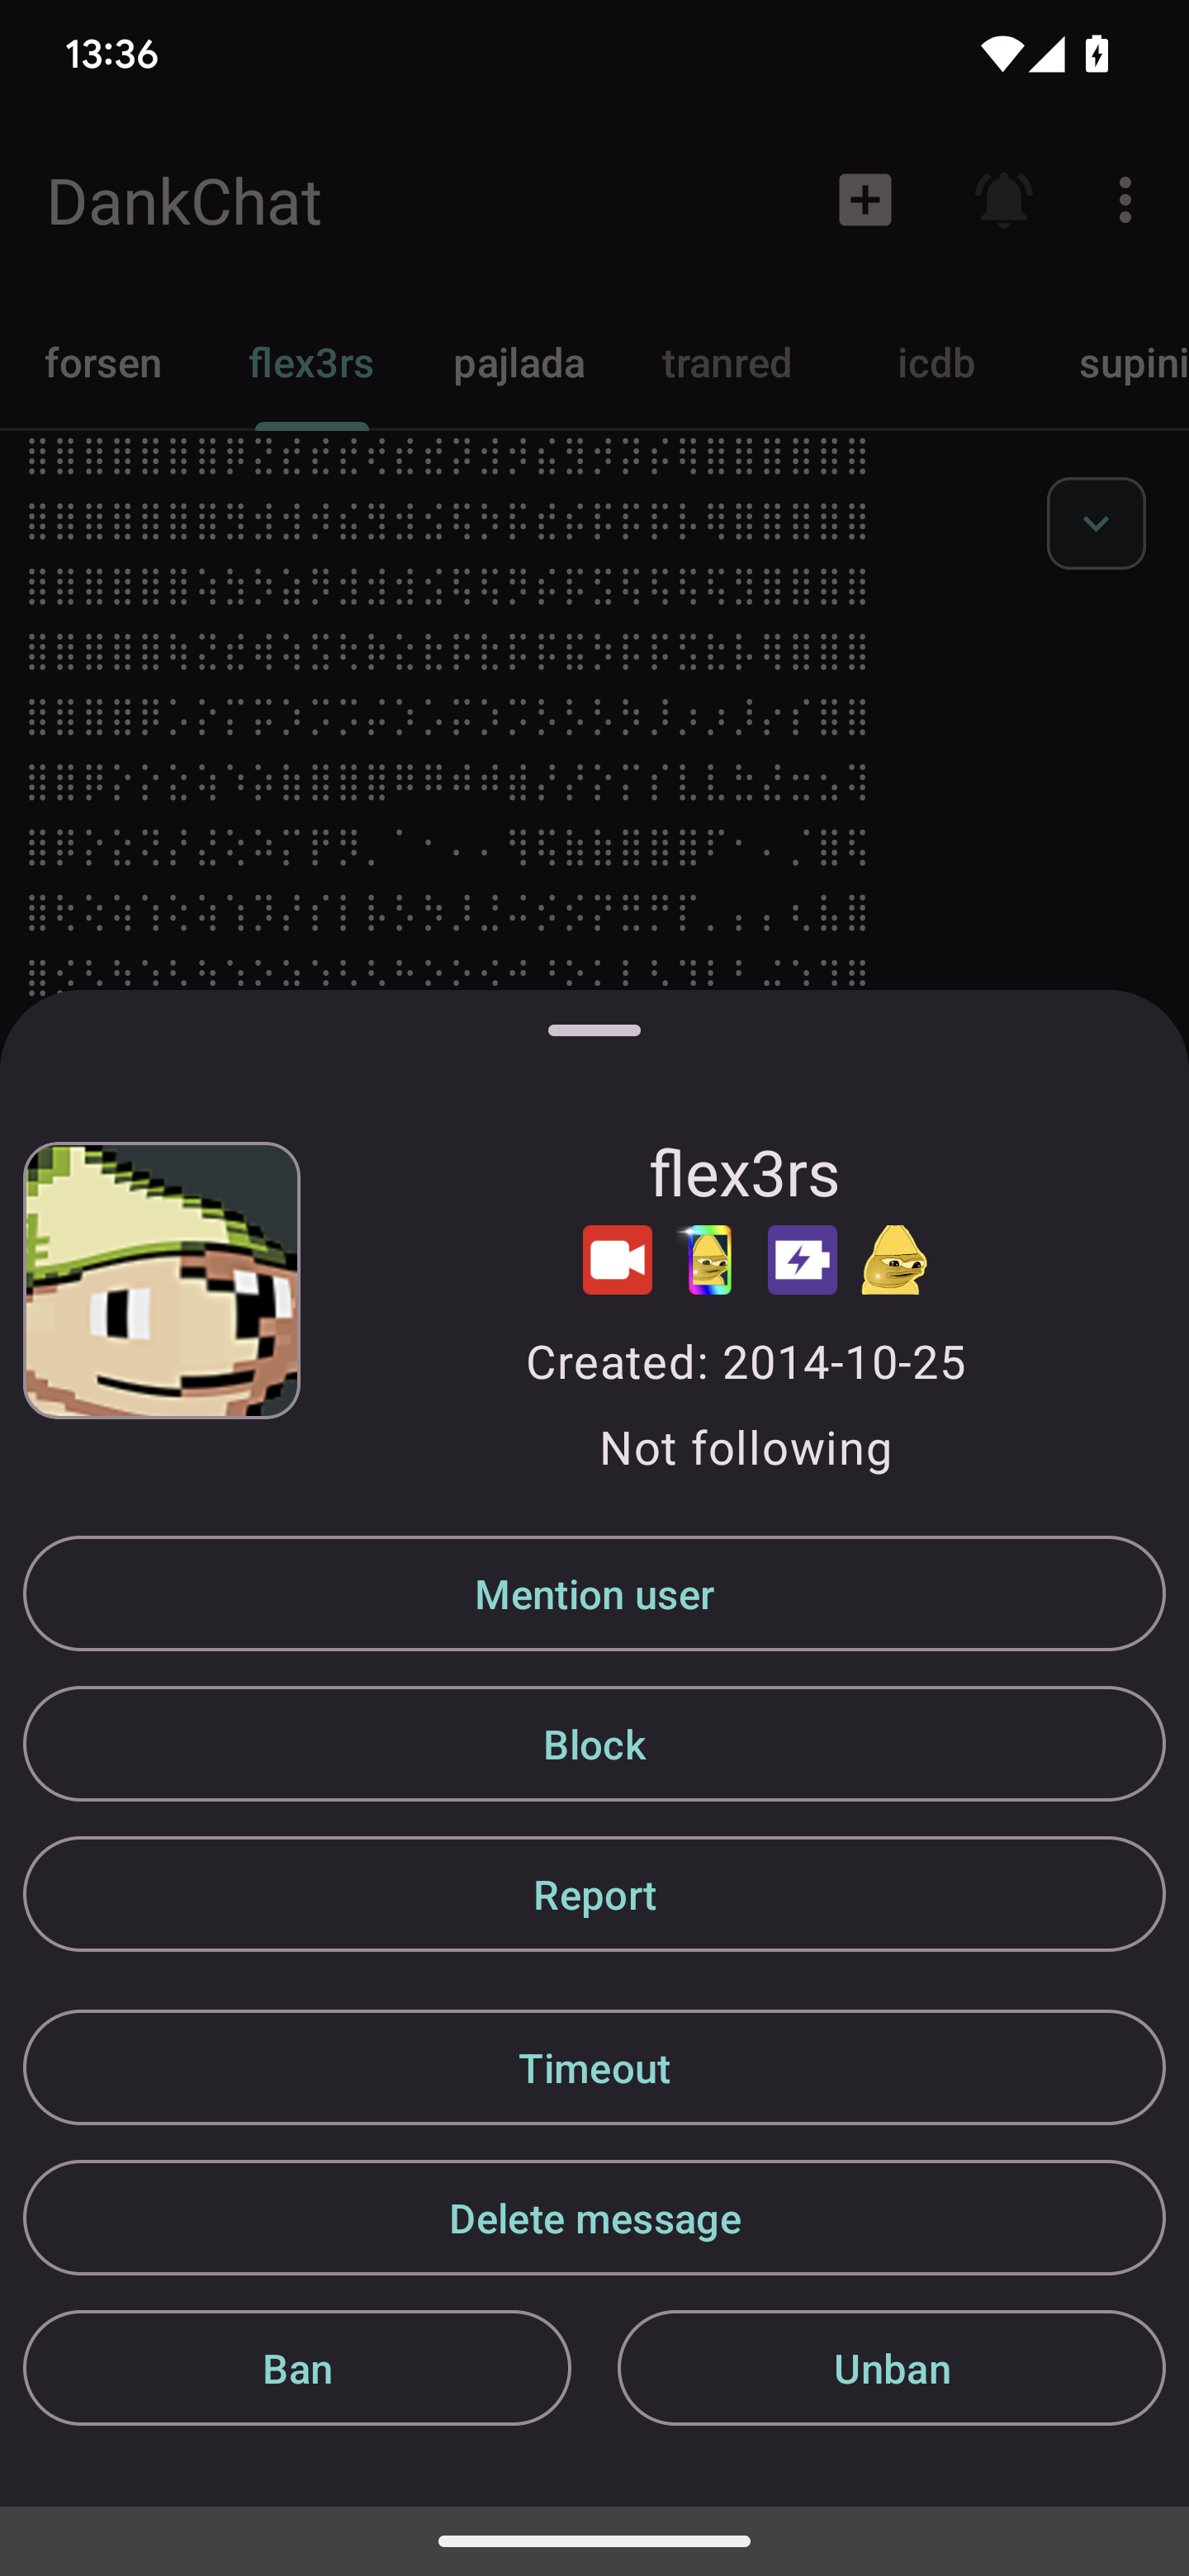 13:36
DankChat
forsen flex3rs pajlada tranred icdb supini
flex3rs
Created: 2014-10-25
Not following
Mention user
Block
Report
Timeout
Delete message
Ban Unban